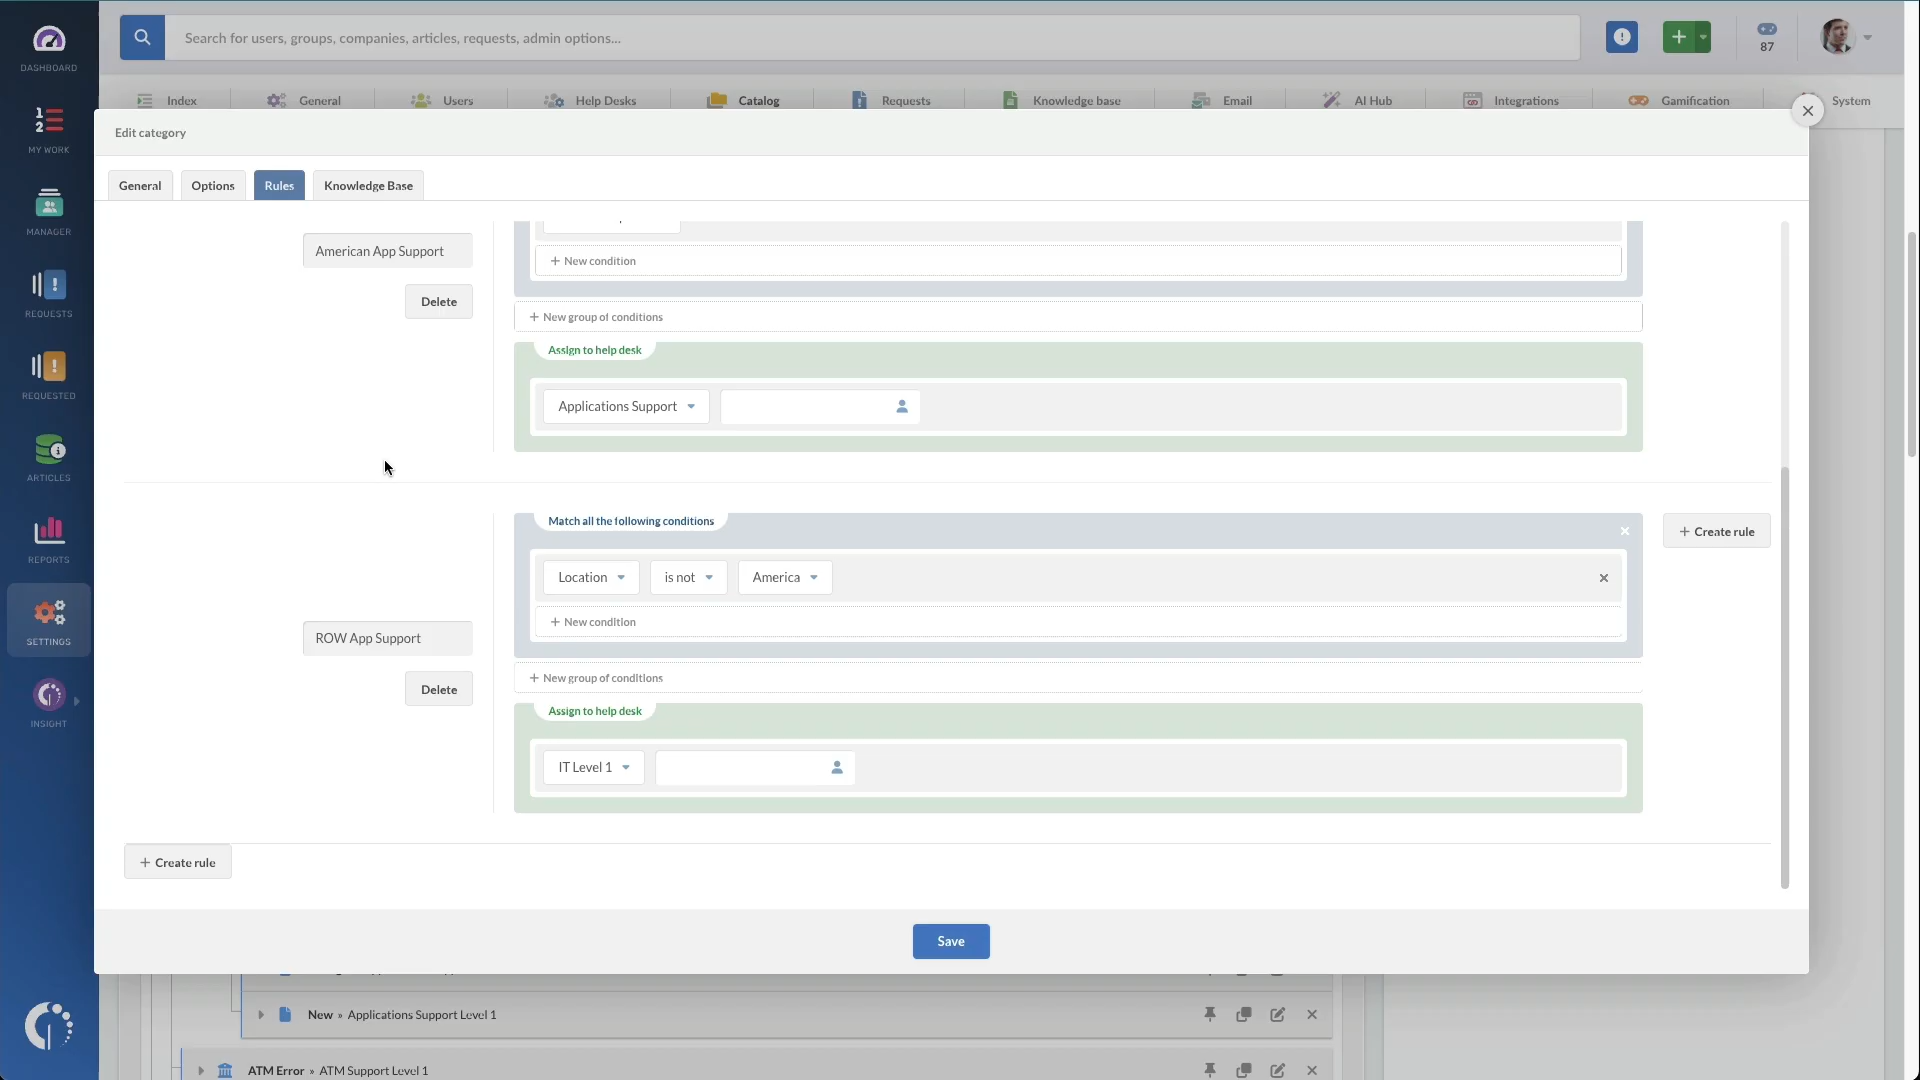 DASHBOARD
Search for users, groups, companies, articles, requests, admin options...
87
Index
General
Users
Help Desks
Catalog
Requests
Knowledge base
Email
AI Hub
Integrations
Gamification
System
MY WORK
MANAGER
REQUESTS
REQUESTED
ARTICLES
REPORTS
SETTINGS
INSIGHT
Edit category
General
Options
Rules
Knowledge Base
American App Support
Delete
+ New condition
+ New group of conditions
Assign to help desk
Applications Support
Match all the following conditions
+ Create rule
Location
is not
America
+ New condition
ROW App Support
Delete
+ New group of conditions
Assign to help desk
IT Level 1
+ Create rule
Save
New » Applications Support Level 1
ATM Error » ATM Support Level 1